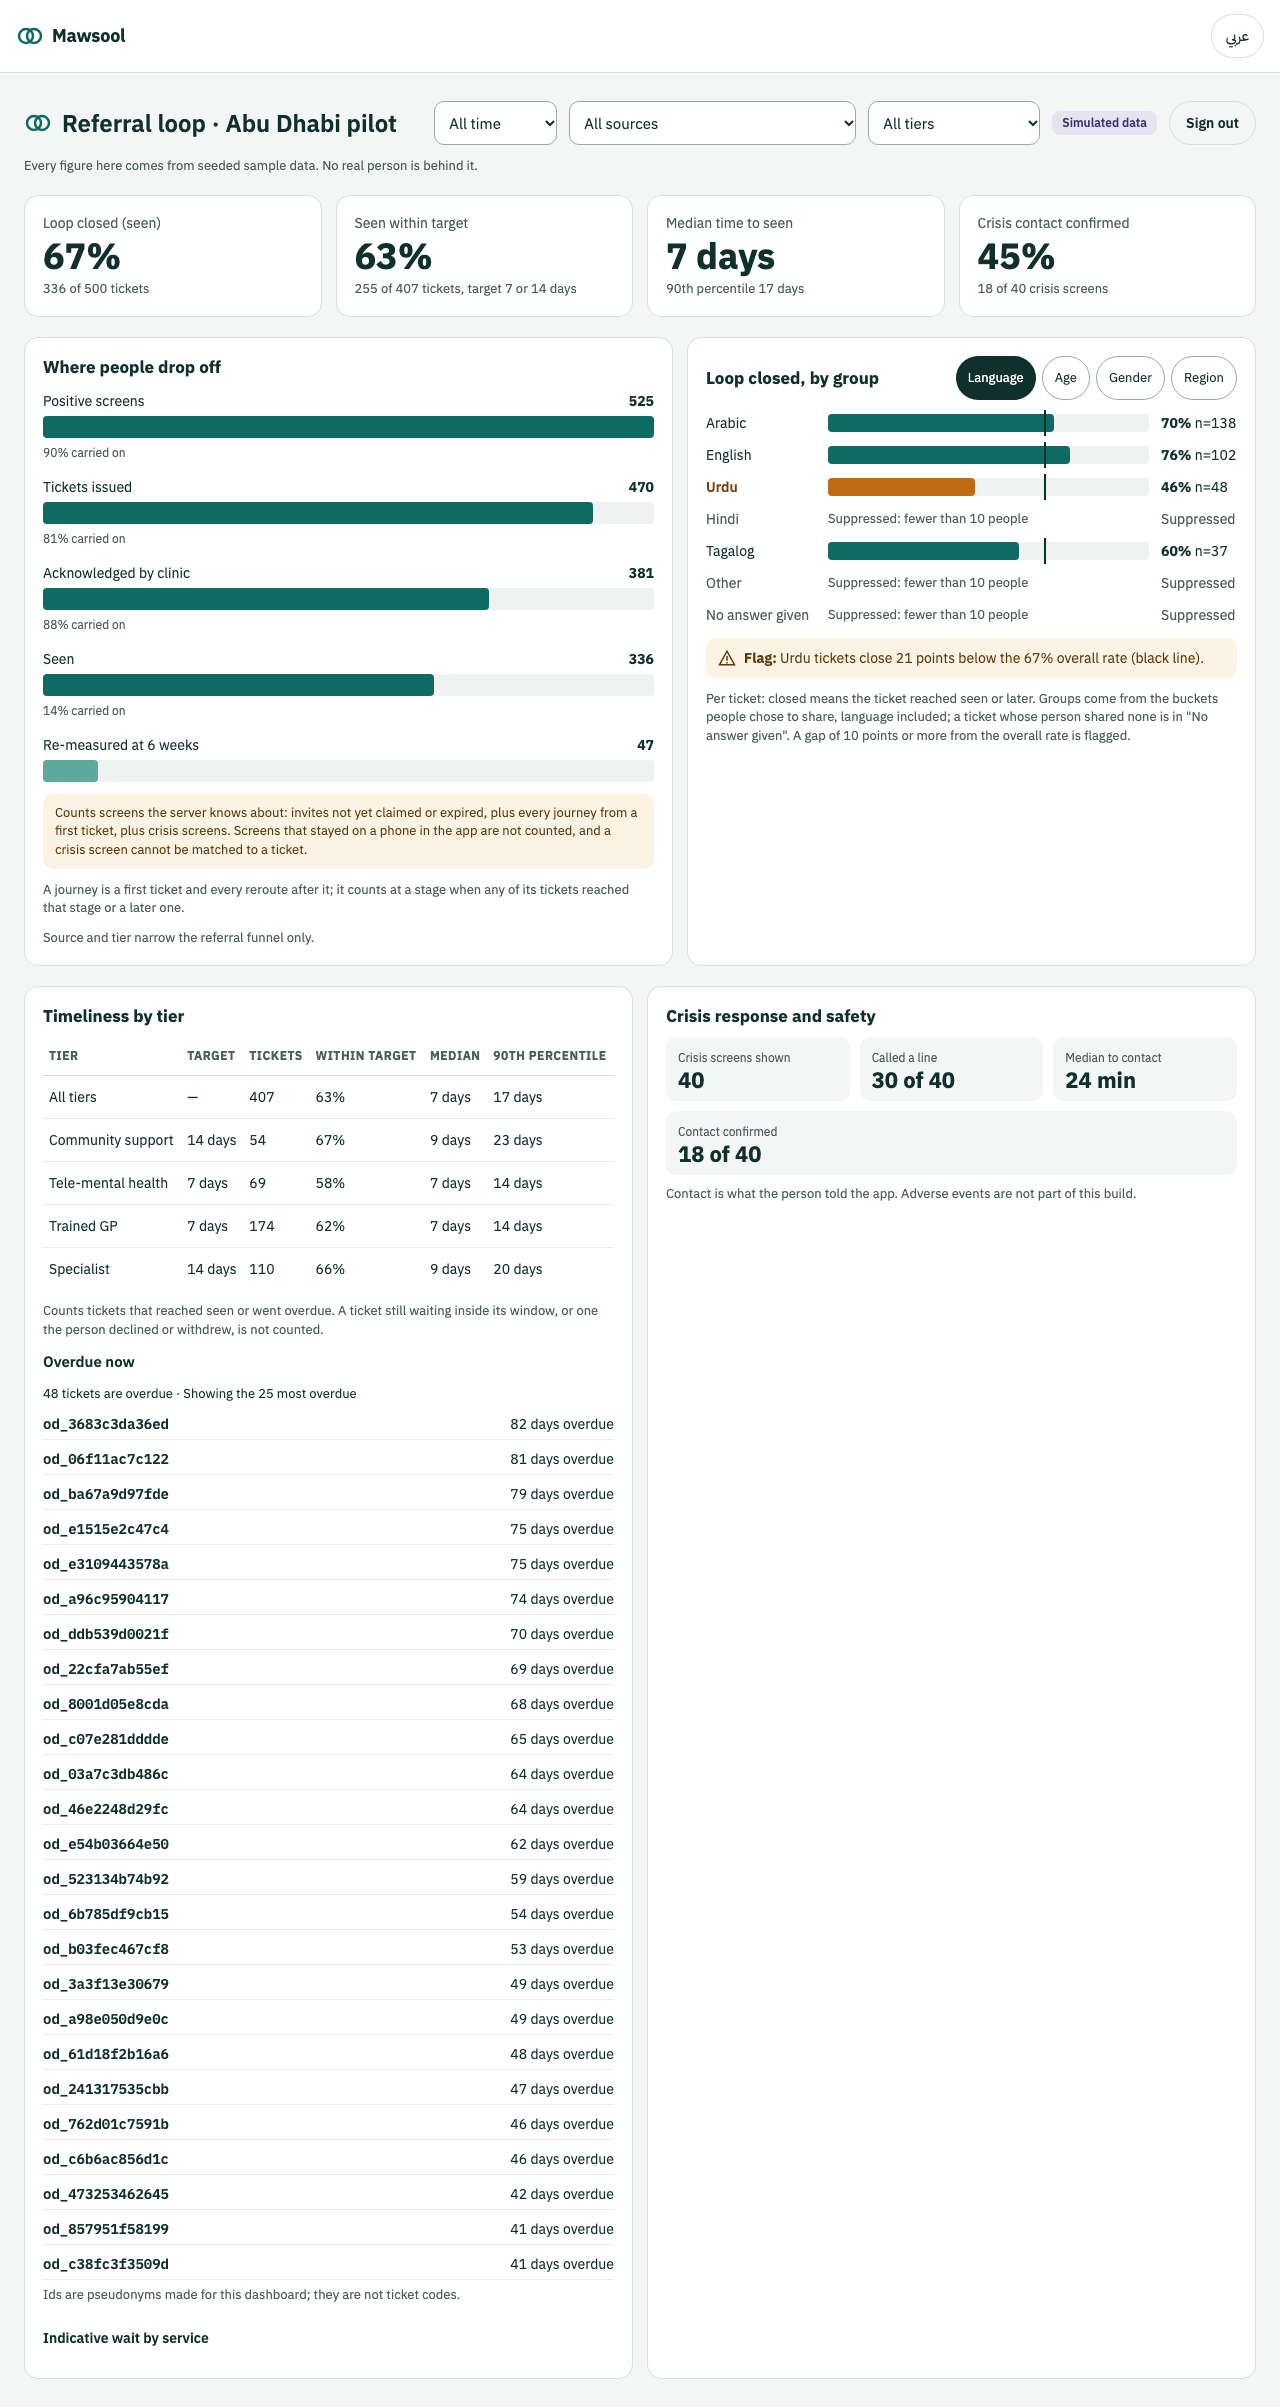 Mawsool
عربي
Referral loop · Abu Dhabi pilot
All time
All sources
All tiers
Simulated data
Sign out
Every figure here comes from seeded sample data. No real person is behind it.
Loop closed (seen)
67%
336 of 500 tickets
Seen within target
63%
255 of 407 tickets, target 7 or 14 days
Median time to seen
7 days
90th percentile 17 days
Crisis contact confirmed
45%
18 of 40 crisis screens
Where people drop off
Positive screens 525
90% carried on
Tickets issued 470
81% carried on
Acknowledged by clinic 381
88% carried on
Seen 336
14% carried on
Re-measured at 6 weeks 47
Counts screens the server knows about: invites not yet claimed or expired, plus every journey from a
first ticket, plus crisis screens. Screens that stayed on a phone in the app are not counted, and a
crisis screen cannot be matched to a ticket.
A journey is a first ticket and every reroute after it; it counts at a stage when any of its tickets reached
that stage or a later one.
Source and tier narrow the referral funnel only.
Loop closed, by group
Language
Age
Gender
Region
Arabic 70% n=138
English 76% n=102
Urdu 46% n=48
Hindi Suppressed: fewer than 10 people Suppressed
Tagalog 60% n=37
Other Suppressed: fewer than 10 people Suppressed
No answer given Suppressed: fewer than 10 people Suppressed
Flag: Urdu tickets close 21 points below the 67% overall rate (black line).
Per ticket: closed means the ticket reached seen or later. Groups come from the buckets
people chose to share, language included; a ticket whose person shared none is in "No
answer given". A gap of 10 points or more from the overall rate is flagged.
Timeliness by tier
TIER TARGET TICKETS WITHIN TARGET MEDIAN 90TH PERCENTILE
All tiers — 407 63% 7 days 17 days
Community support 14 days 54 67% 9 days 23 days
Tele-mental health 7 days 69 58% 7 days 14 days
Trained GP 7 days 174 62% 7 days 14 days
Specialist 14 days 110 66% 9 days 20 days
Counts tickets that reached seen or went overdue. A ticket still waiting inside its window, or one
the person declined or withdrew, is not counted.
Overdue now
48 tickets are overdue · Showing the 25 most overdue
od_3683c3da36ed 82 days overdue
od_06f11ac7c122 81 days overdue
od_ba67a9d97fde 79 days overdue
od_e1515e2c47c4 75 days overdue
od_e3109443578a 75 days overdue
od_a96c95904117 74 days overdue
od_ddb539d0021f 70 days overdue
od_22cfa7ab55ef 69 days overdue
od_8001d05e8cda 68 days overdue
od_c07e281dddde 65 days overdue
od_03a7c3db486c 64 days overdue
od_46e2248d29fc 64 days overdue
od_e54b03664e50 62 days overdue
od_523134b74b92 59 days overdue
od_6b785df9cb15 54 days overdue
od_b03fec467cf8 53 days overdue
od_3a3f13e30679 49 days overdue
od_a98e050d9e0c 49 days overdue
od_61d18f2b16a6 48 days overdue
od_241317535cbb 47 days overdue
od_762d01c7591b 46 days overdue
od_c6b6ac856d1c 46 days overdue
od_473253462645 42 days overdue
od_857951f58199 41 days overdue
od_c38fc3f3509d 41 days overdue
Ids are pseudonyms made for this dashboard; they are not ticket codes.
Indicative wait by service
Crisis response and safety
Crisis screens shown
40
Called a line
30 of 40
Median to contact
24 min
Contact confirmed
18 of 40
Contact is what the person told the app. Adverse events are not part of this build.